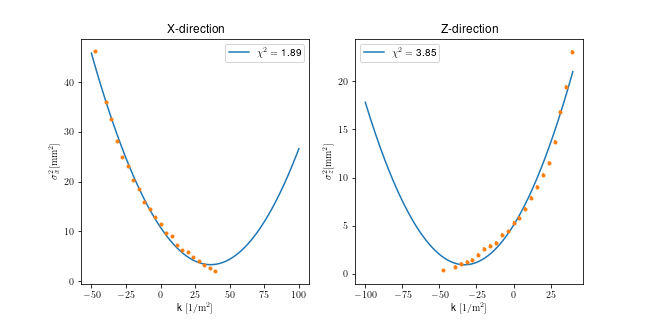 X-direction
χ² = 1.89
40
30
20
10
0
σ²ₓ[mm²]
−50
−25
0
25
50
75
100
k [1/m²]
Z-direction
χ² = 3.85
20
15
10
5
0
σ²_z[mm²]
−100
−75
−50
−25
0
25
k [1/m²]